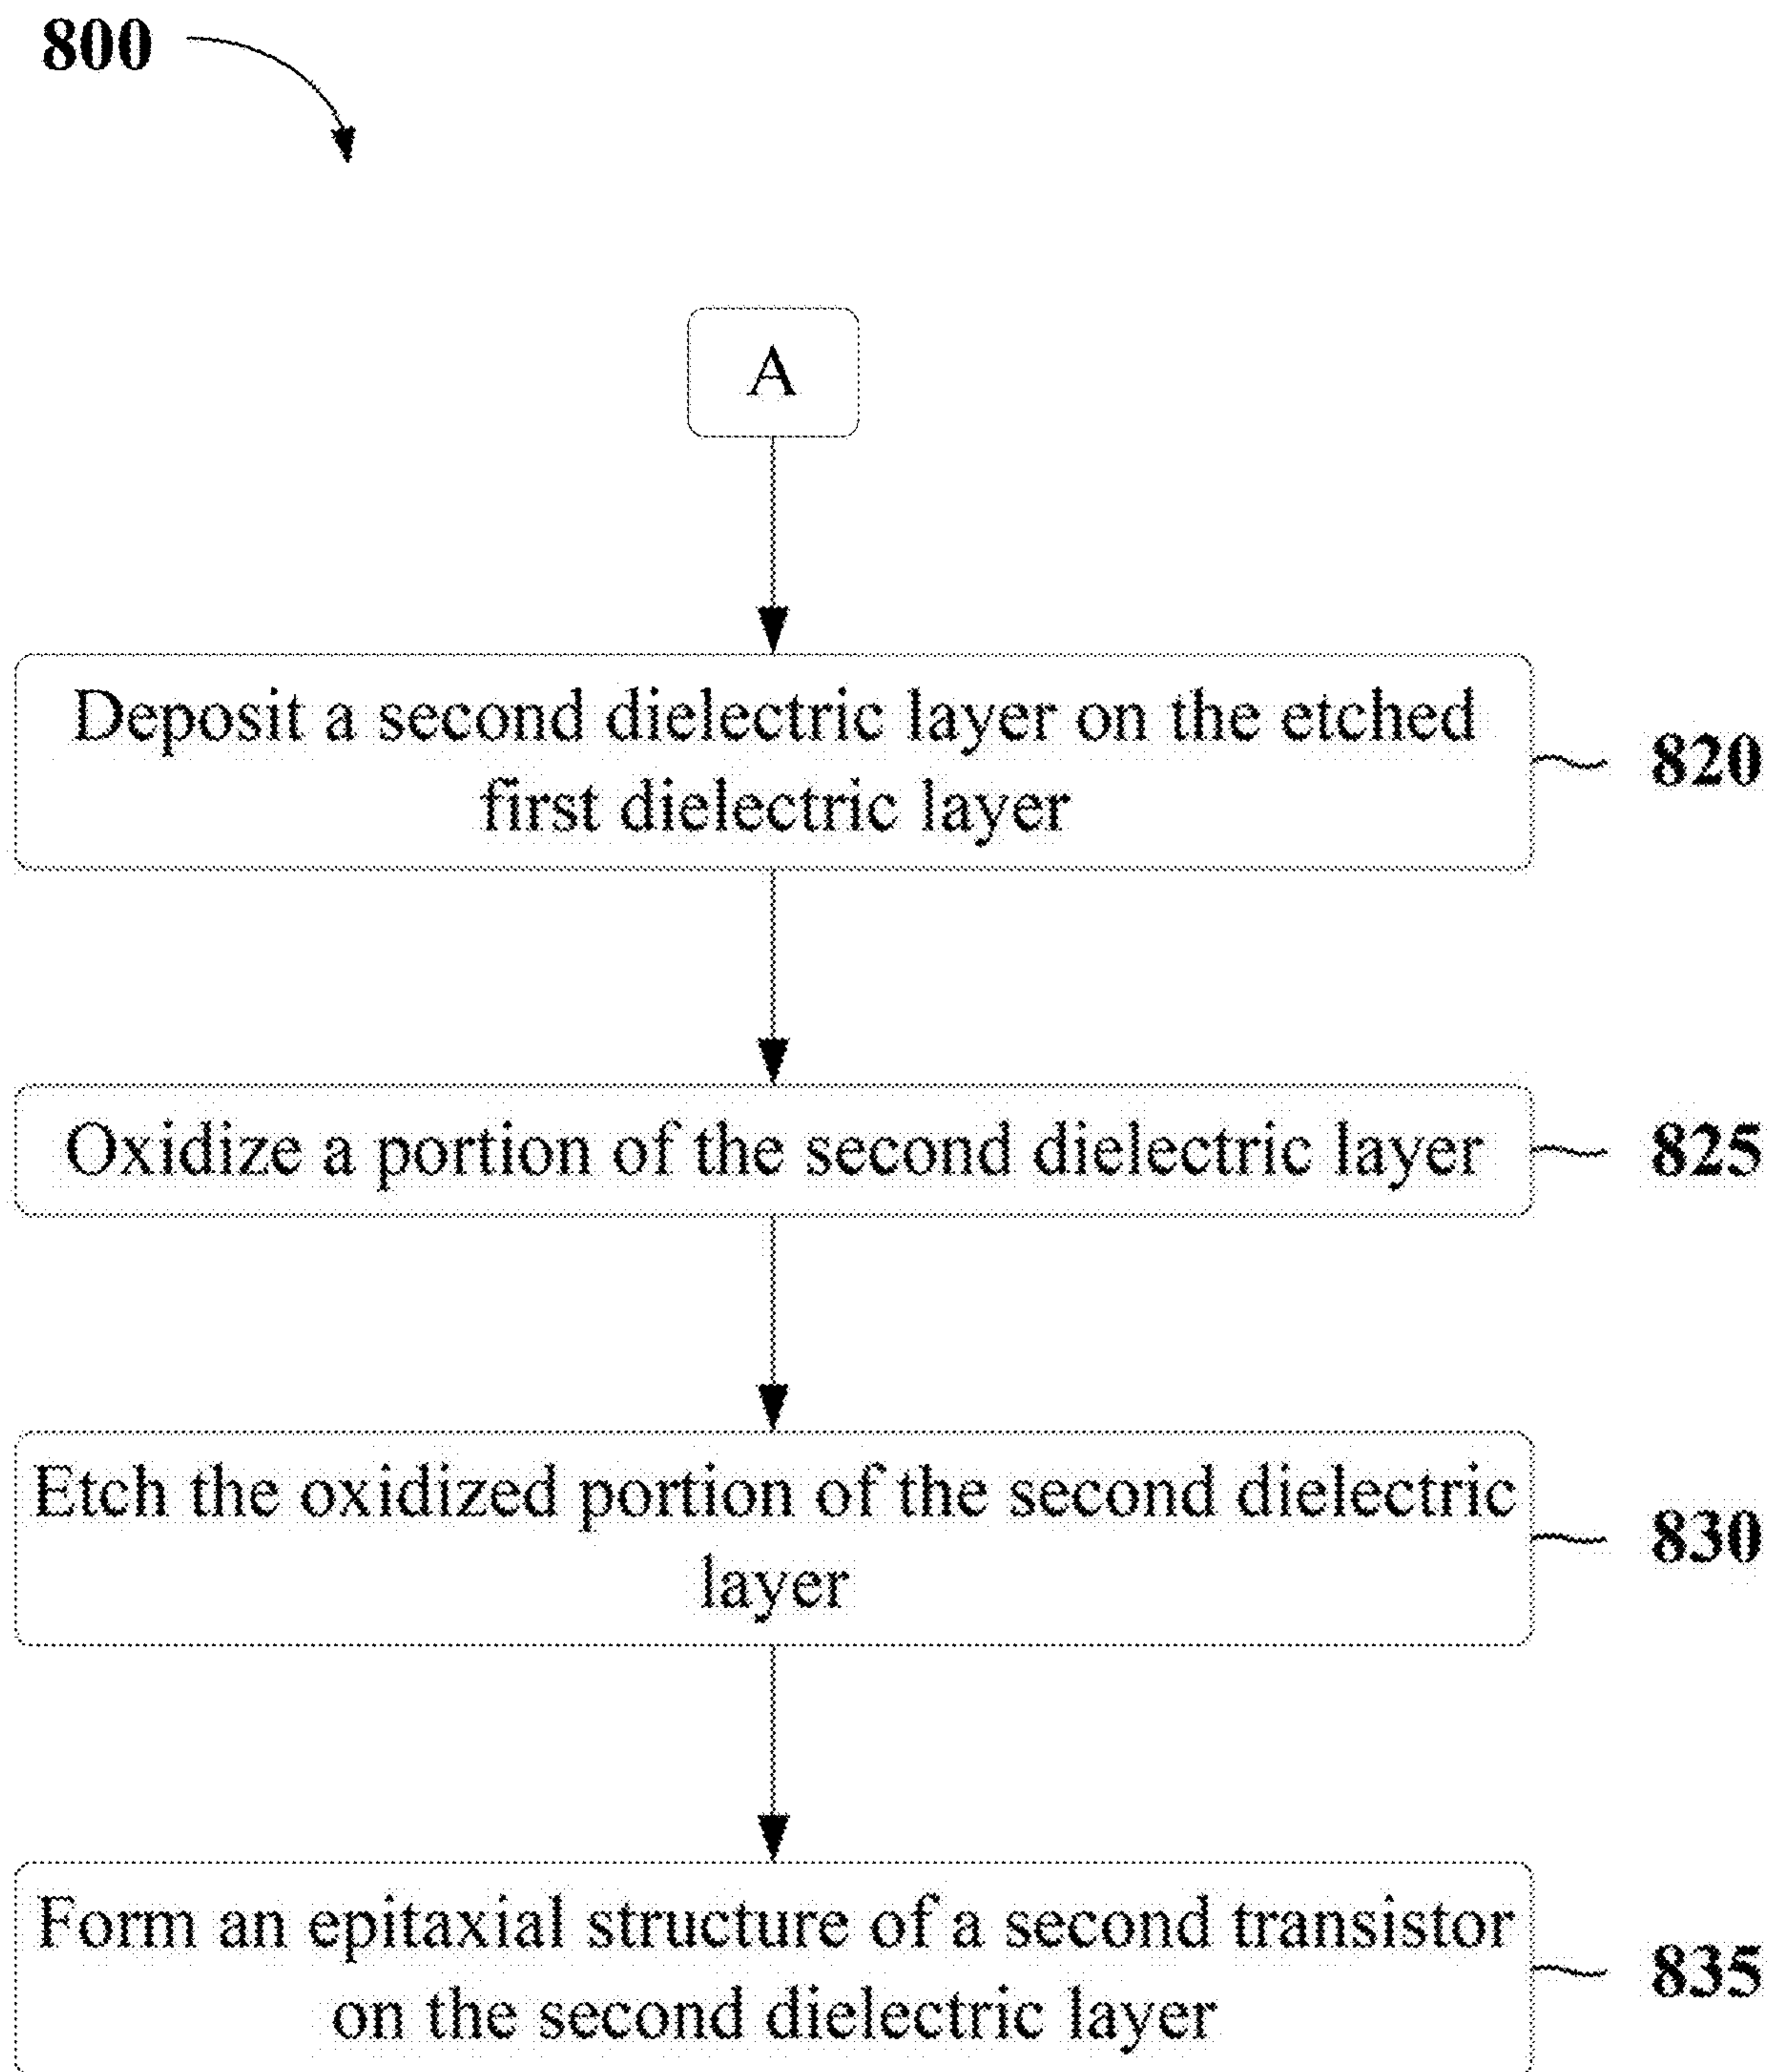 800
A
Deposit a second dielectric layer on the etched
first dielectric layer
820
Oxidize a portion of the second dielectric layer
825
Etch the oxidized portion of the second dielectric
layer
830
Form an epitaxial structure of a second transistor
on the second dielectric layer
835